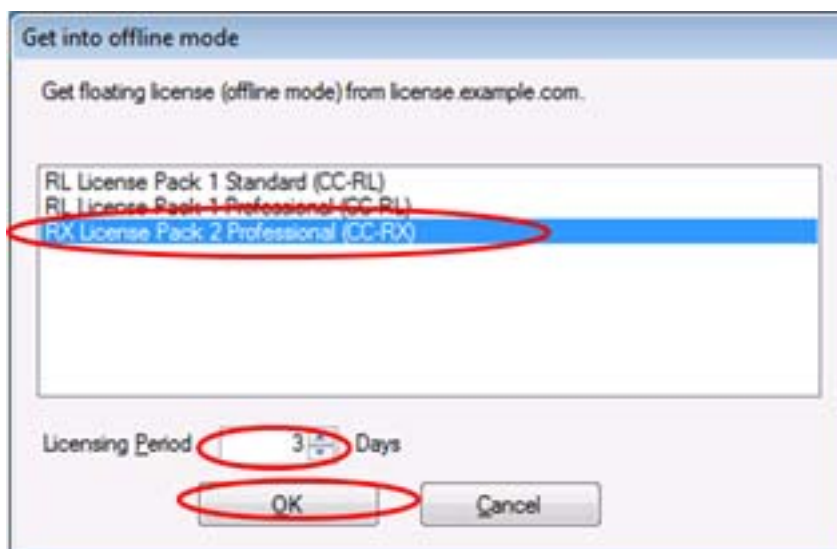 Get into offline mode
Get floating license (offline mode) from license.example.com.
RL License Pack 1 Standard (CC-RL)
RL License Pack 1 Professional (CC-RL)
RX License Pack 2 Professional (CC-RX)
Licensing Period 3 Days
OK Cancel